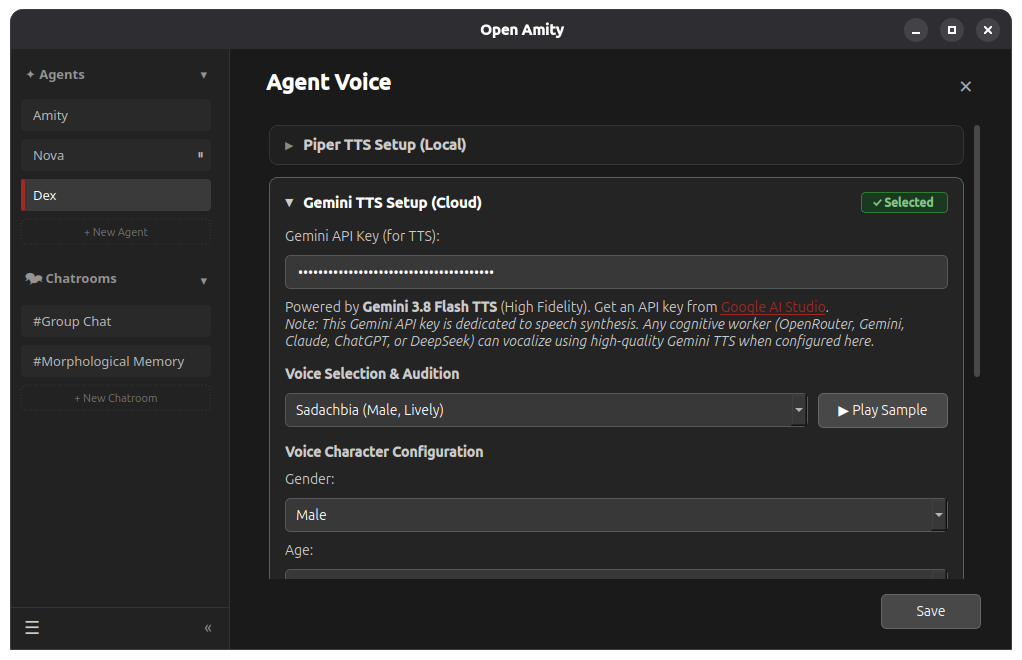 Open Amity
Agents
Amity
Nova
Dex
+ New Agent
Chatrooms
#Group Chat
#Morphological Memory
+ New Chatroom
Agent Voice
Piper TTS Setup (Local)
Gemini TTS Setup (Cloud)
✓ Selected
Gemini API Key (for TTS):
••••••••••••••••••••••••••••••••••••••
Powered by Gemini 3.8 Flash TTS (High Fidelity). Get an API key from Google AI Studio.
Note: This Gemini API key is dedicated to speech synthesis. Any cognitive worker (OpenRouter, Gemini,
Claude, ChatGPT, or DeepSeek) can vocalize using high-quality Gemini TTS when configured here.
Voice Selection & Audition
Sadachbia (Male, Lively)
▶ Play Sample
Voice Character Configuration
Gender:
Male
Age:
Save